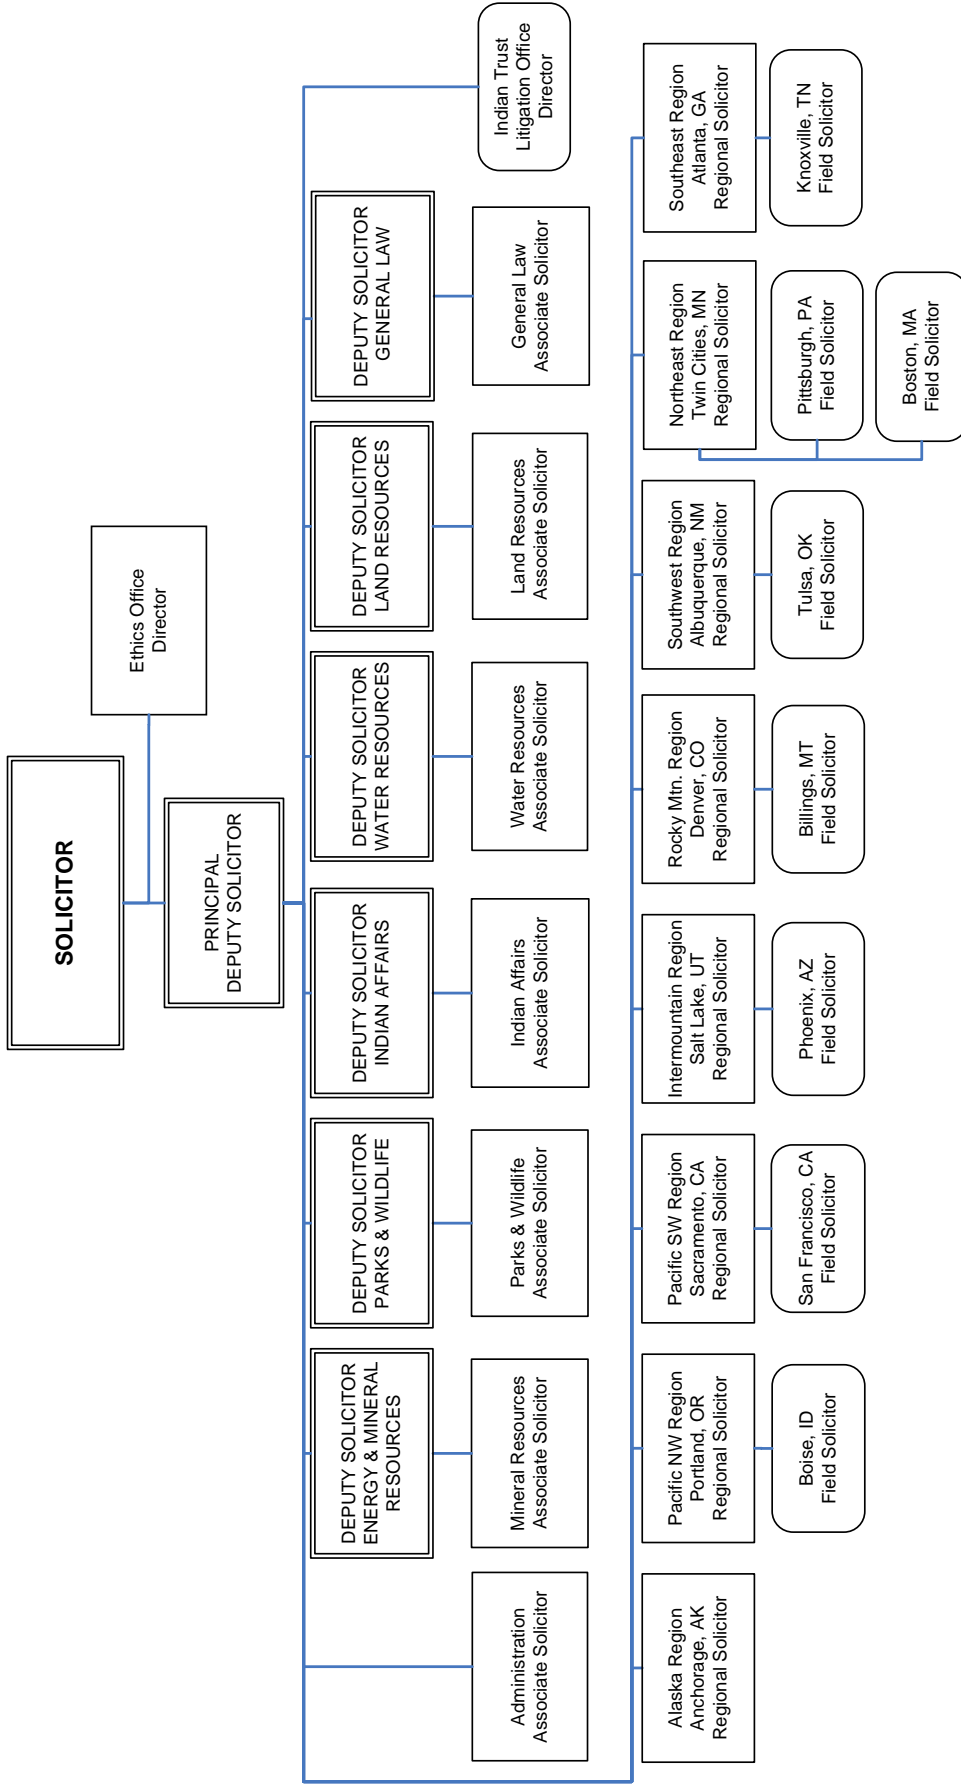 SOLICITOR
Ethics Office
Director
PRINCIPAL
DEPUTY SOLICITOR
DEPUTY SOLICITOR
ENERGY & MINERAL
RESOURCES
DEPUTY SOLICITOR
PARKS & WILDLIFE
DEPUTY SOLICITOR
INDIAN AFFAIRS
DEPUTY SOLICITOR
WATER RESOURCES
DEPUTY SOLICITOR
LAND RESOURCES
DEPUTY SOLICITOR
GENERAL LAW
Administration
Associate Solicitor
Mineral Resources
Associate Solicitor
Parks & Wildlife
Associate Solicitor
Indian Affairs
Associate Solicitor
Water Resources
Associate Solicitor
Land Resources
Associate Solicitor
General Law
Associate Solicitor
Indian Trust
Litigation Office
Director
Alaska Region
Anchorage, AK
Regional Solicitor
Pacific NW Region
Portland, OR
Regional Solicitor
Pacific SW Region
Sacramento, CA
Regional Solicitor
Intermountain Region
Salt Lake, UT
Regional Solicitor
Rocky Mtn. Region
Denver, CO
Regional Solicitor
Southwest Region
Albuquerque, NM
Regional Solicitor
Northeast Region
Twin Cities, MN
Regional Solicitor
Southeast Region
Atlanta, GA
Regional Solicitor
Boise, ID
Field Solicitor
San Francisco, CA
Field Solicitor
Phoenix, AZ
Field Solicitor
Billings, MT
Field Solicitor
Tulsa, OK
Field Solicitor
Pittsburgh, PA
Field Solicitor
Knoxville, TN
Field Solicitor
Boston, MA
Field Solicitor